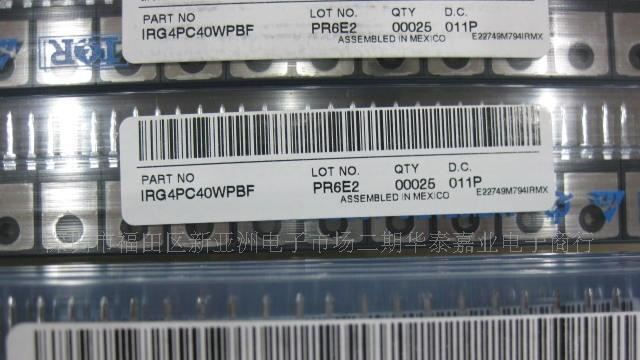 PART NO LOT NO. QTY D.C.
IRG4PC40WPBF PR6E2 00025 011P
ASSEMBLED IN MEXICO E22749M794IRMX
IOR
PART NO LOT NO. QTY D.C.
IRG4PC40WPBF PR6E2 00025 011P
ASSEMBLED IN MEXICO E22749M794IRMX
市福田区新亚洲电子市场二期华泰嘉业电子商行